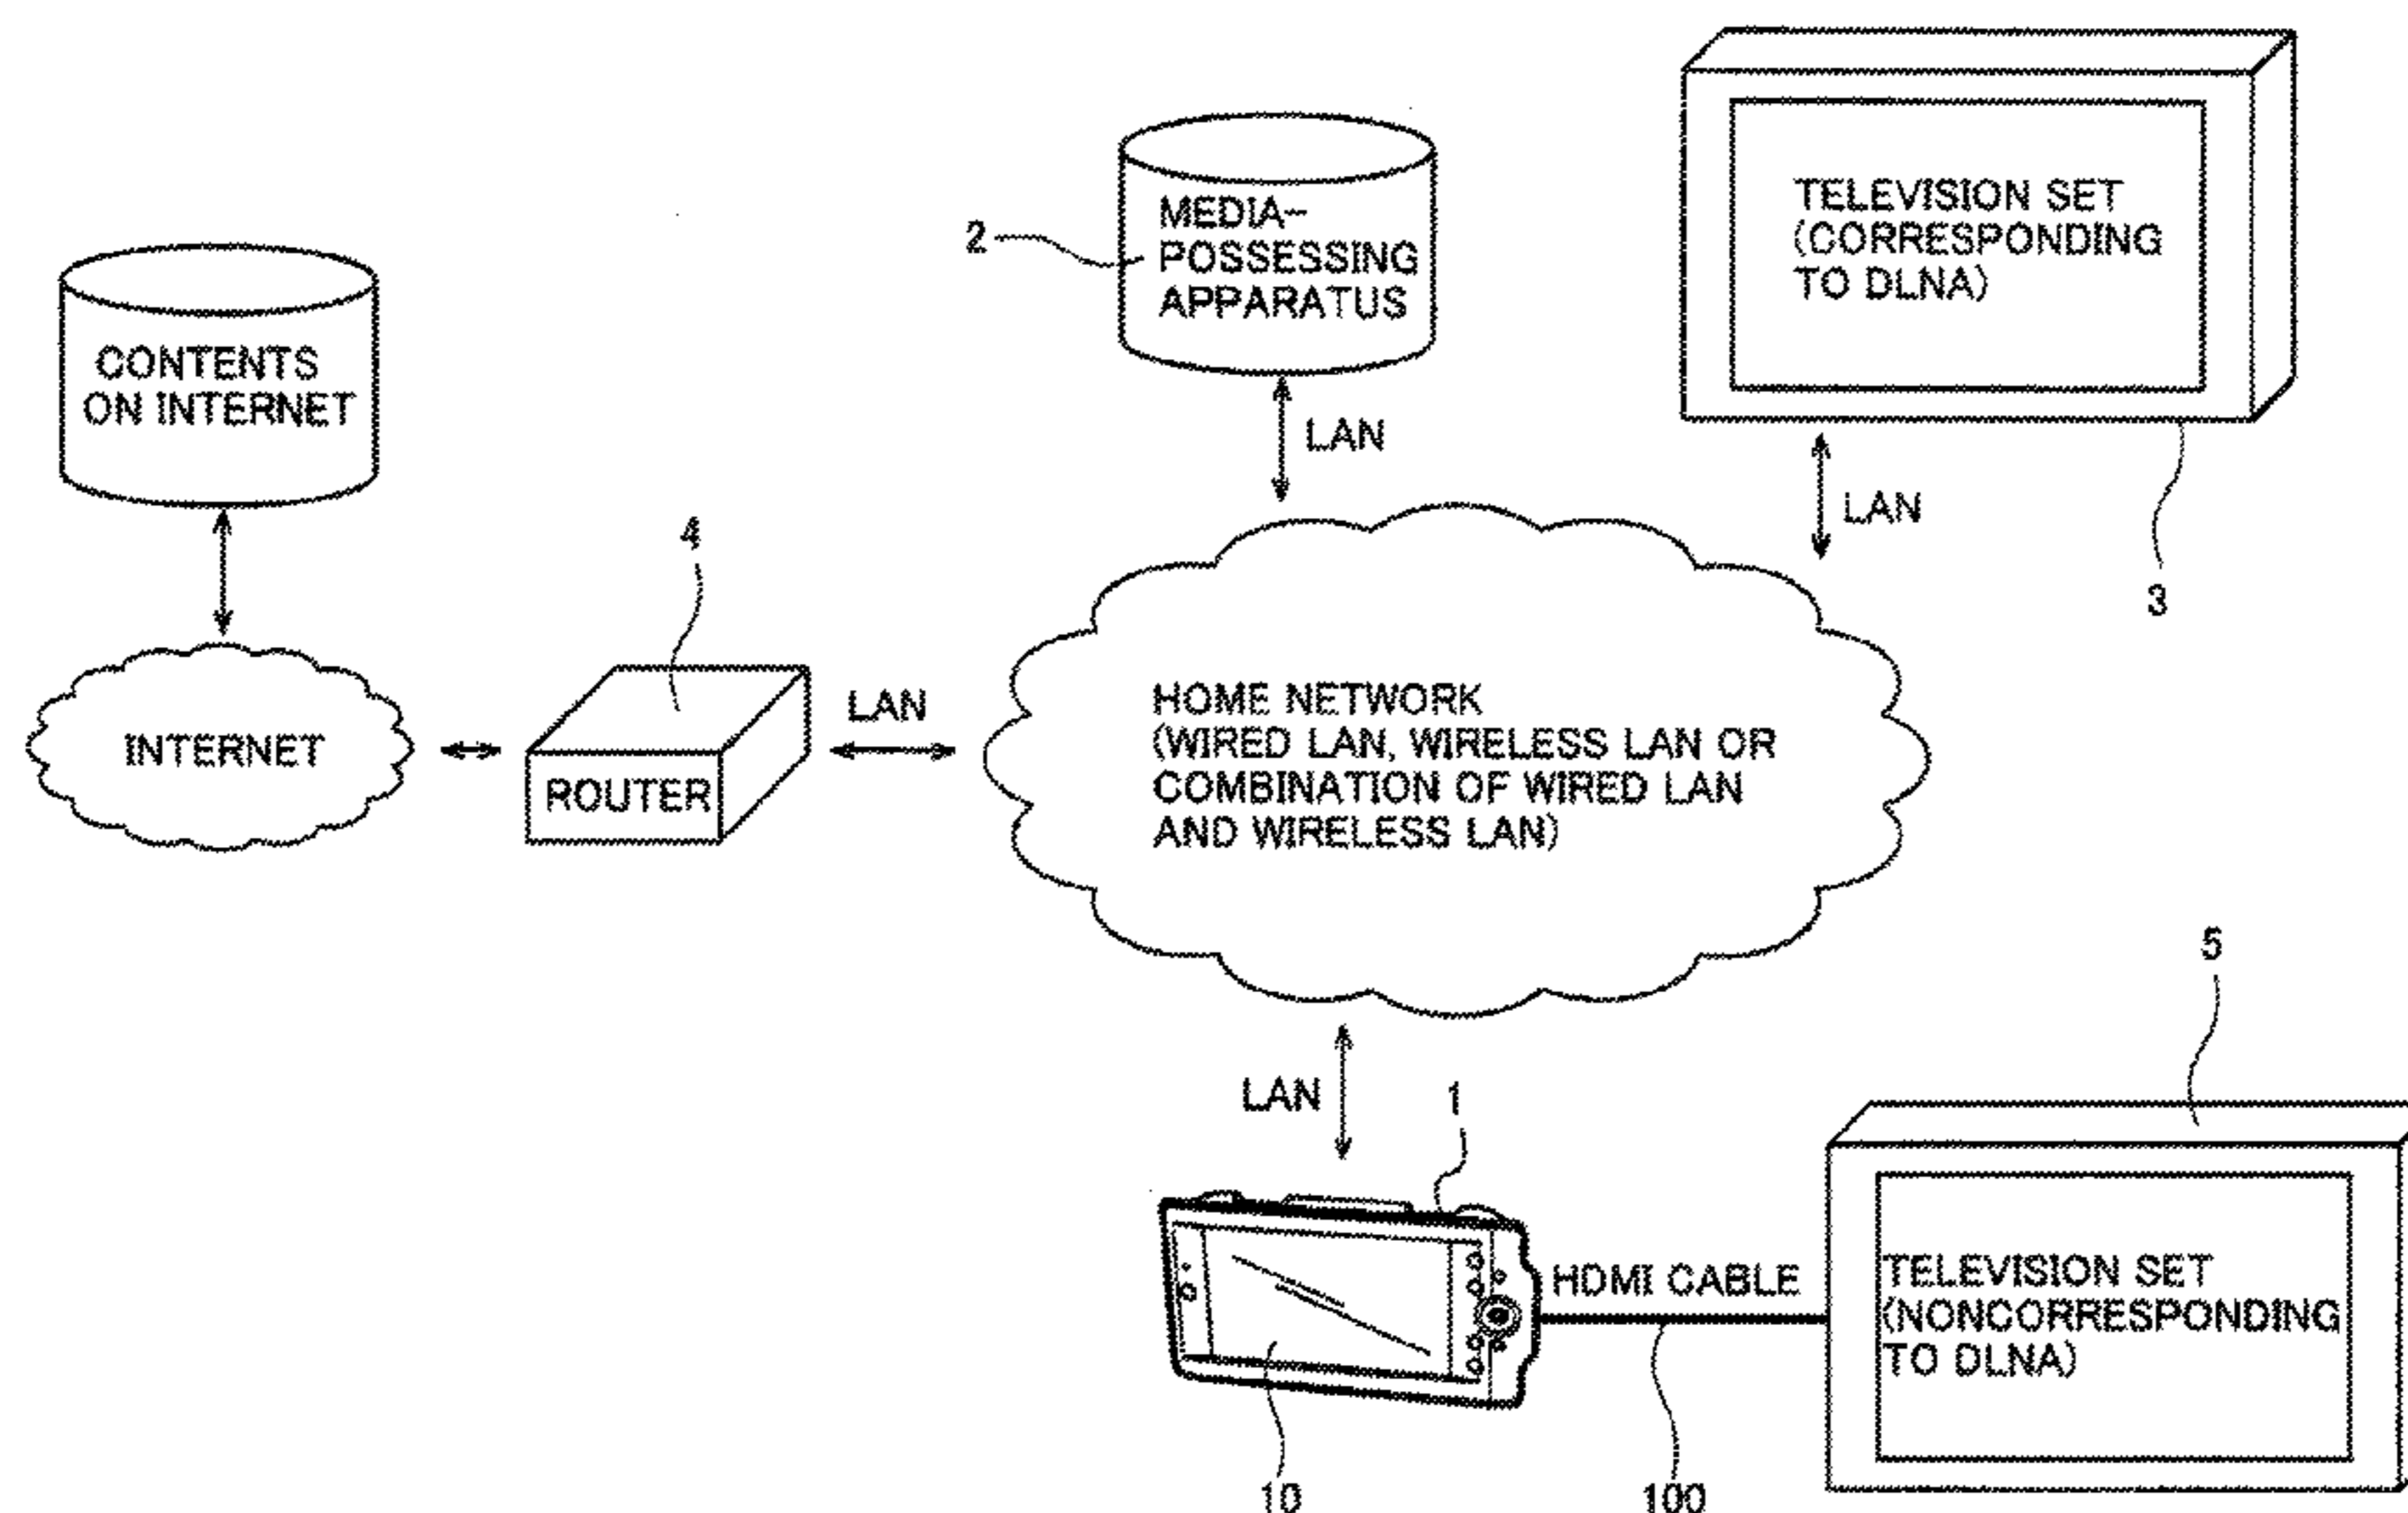 TELEVISION SET
(CORRESPONDING
TO DLNA)
3
LAN
2
MEDIA-
POSSESSING
APPARATUS
LAN
CONTENTS
ON INTERNET
INTERNET
4
ROUTER
LAN
HOME NETWORK
(WIRED LAN, WIRELESS LAN OR
COMBINATION OF WIRED LAN
AND WIRELESS LAN)
LAN
1
10
HDMI CABLE
100
5
TELEVISION SET
(NONCORRESPONDING
TO DLNA)